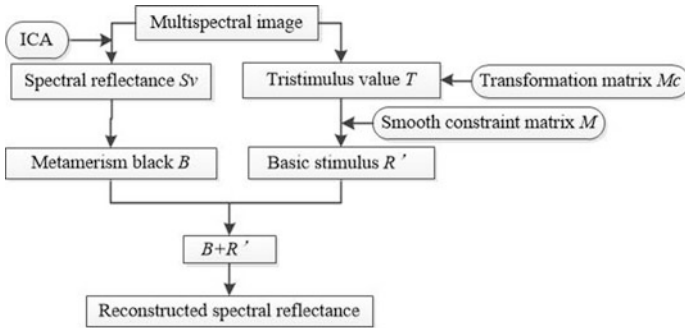 Multispectral image
ICA
Spectral reflectance Sv
Tristimulus value T
Transformation matrix Mc
Smooth constraint matrix M
Metamerism black B
Basic stimulus R ′
B+R ′
Reconstructed spectral reflectance